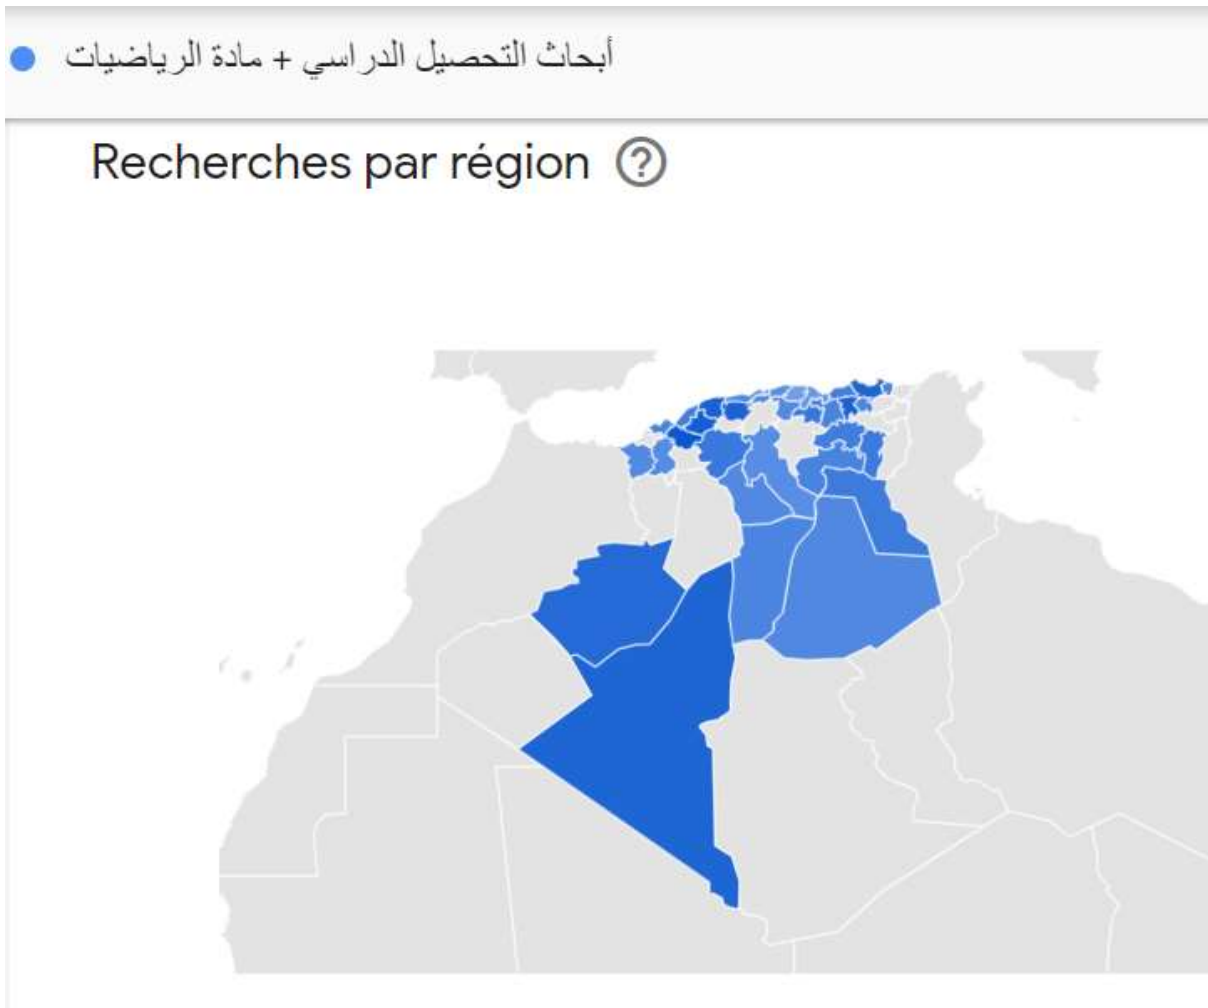 أبحاث التحصيل الدراسي + مادة الرياضيات
Recherches par région ?